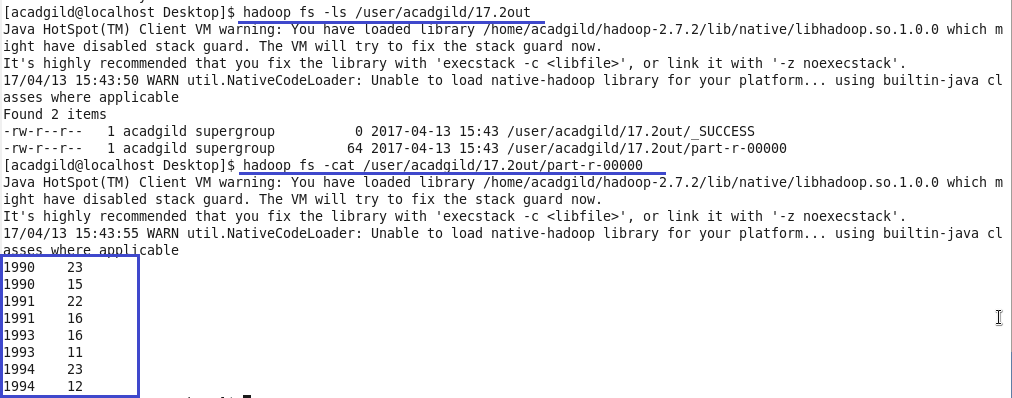 [acadgild@localhost Desktop]$ hadoop fs -ls /user/acadgild/17.2out
Java HotSpot(TM) Client VM warning: You have loaded library /home/acadgild/hadoop-2.7.2/lib/native/libhadoop.so.1.0.0 which m
ight have disabled stack guard. The VM will try to fix the stack guard now.
It's highly recommended that you fix the library with 'execstack -c <libfile>', or link it with '-z noexecstack'.
17/04/13 15:43:50 WARN util.NativeCodeLoader: Unable to load native-hadoop library for your platform... using builtin-java cl
asses where applicable
Found 2 items
-rw-r--r--   1 acadgild supergroup          0 2017-04-13 15:43 /user/acadgild/17.2out/_SUCCESS
-rw-r--r--   1 acadgild supergroup         64 2017-04-13 15:43 /user/acadgild/17.2out/part-r-00000
[acadgild@localhost Desktop]$ hadoop fs -cat /user/acadgild/17.2out/part-r-00000
Java HotSpot(TM) Client VM warning: You have loaded library /home/acadgild/hadoop-2.7.2/lib/native/libhadoop.so.1.0.0 which m
ight have disabled stack guard. The VM will try to fix the stack guard now.
It's highly recommended that you fix the library with 'execstack -c <libfile>', or link it with '-z noexecstack'.
17/04/13 15:43:55 WARN util.NativeCodeLoader: Unable to load native-hadoop library for your platform... using builtin-java cl
asses where applicable
1990    23
1990    15
1991    22
1991    16
1993    16
1993    11
1994    23
1994    12